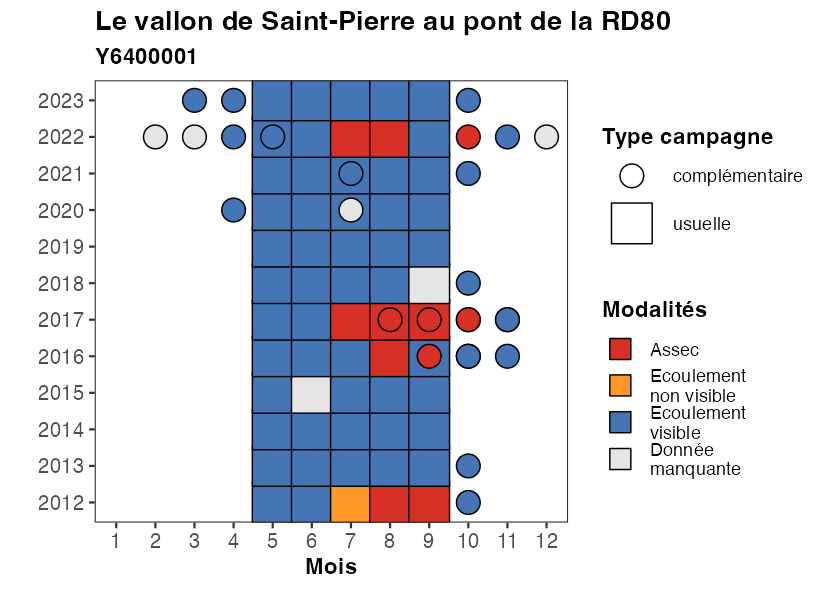 Le vallon de Saint-Pierre au pont de la RD80
Y6400001
2023
2022
2021
2020
2019
2018
2017
2016
2015
2014
2013
2012
1 2 3 4 5 6 7 8 9 10 11 12
Mois
Type campagne
complémentaire
usuelle
Modalités
Assec
Ecoulement
non visible
Ecoulement
visible
Donnée
manquante